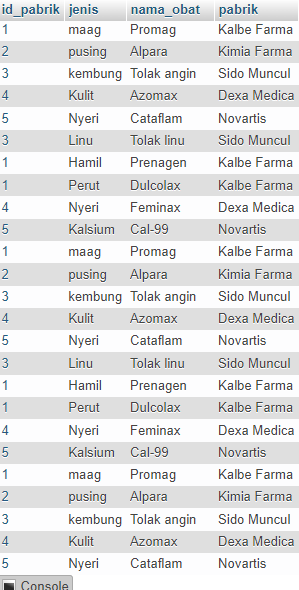 id_pabrik jenis nama_obat pabrik
1 maag Promag Kalbe Farma
2 pusing Alpara Kimia Farma
3 kembung Tolak angin Sido Muncul
4 Kulit Azomax Dexa Medica
5 Nyeri Cataflam Novartis
3 Linu Tolak linu Sido Muncul
1 Hamil Prenagen Kalbe Farma
1 Perut Dulcolax Kalbe Farma
4 Nyeri Feminax Dexa Medica
5 Kalsium Cal-99 Novartis
1 maag Promag Kalbe Farma
2 pusing Alpara Kimia Farma
3 kembung Tolak angin Sido Muncul
4 Kulit Azomax Dexa Medica
5 Nyeri Cataflam Novartis
3 Linu Tolak linu Sido Muncul
1 Hamil Prenagen Kalbe Farma
1 Perut Dulcolax Kalbe Farma
4 Nyeri Feminax Dexa Medica
5 Kalsium Cal-99 Novartis
1 maag Promag Kalbe Farma
2 pusing Alpara Kimia Farma
3 kembung Tolak angin Sido Muncul
4 Kulit Azomax Dexa Medica
5 Nyeri Cataflam Novartis
Console